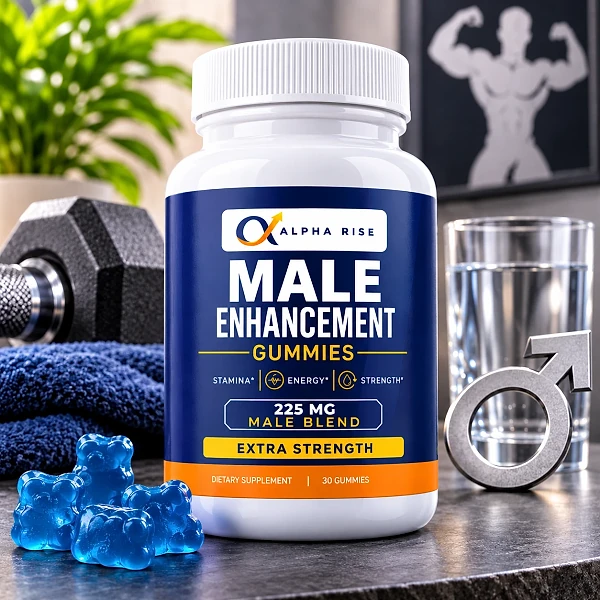 ALPHA RISE
MALE
ENHANCEMENT
GUMMIES
STAMINA* | ENERGY* | STRENGTH*
225 MG
MALE BLEND
EXTRA STRENGTH
DIETARY SUPPLEMENT | 30 GUMMIES